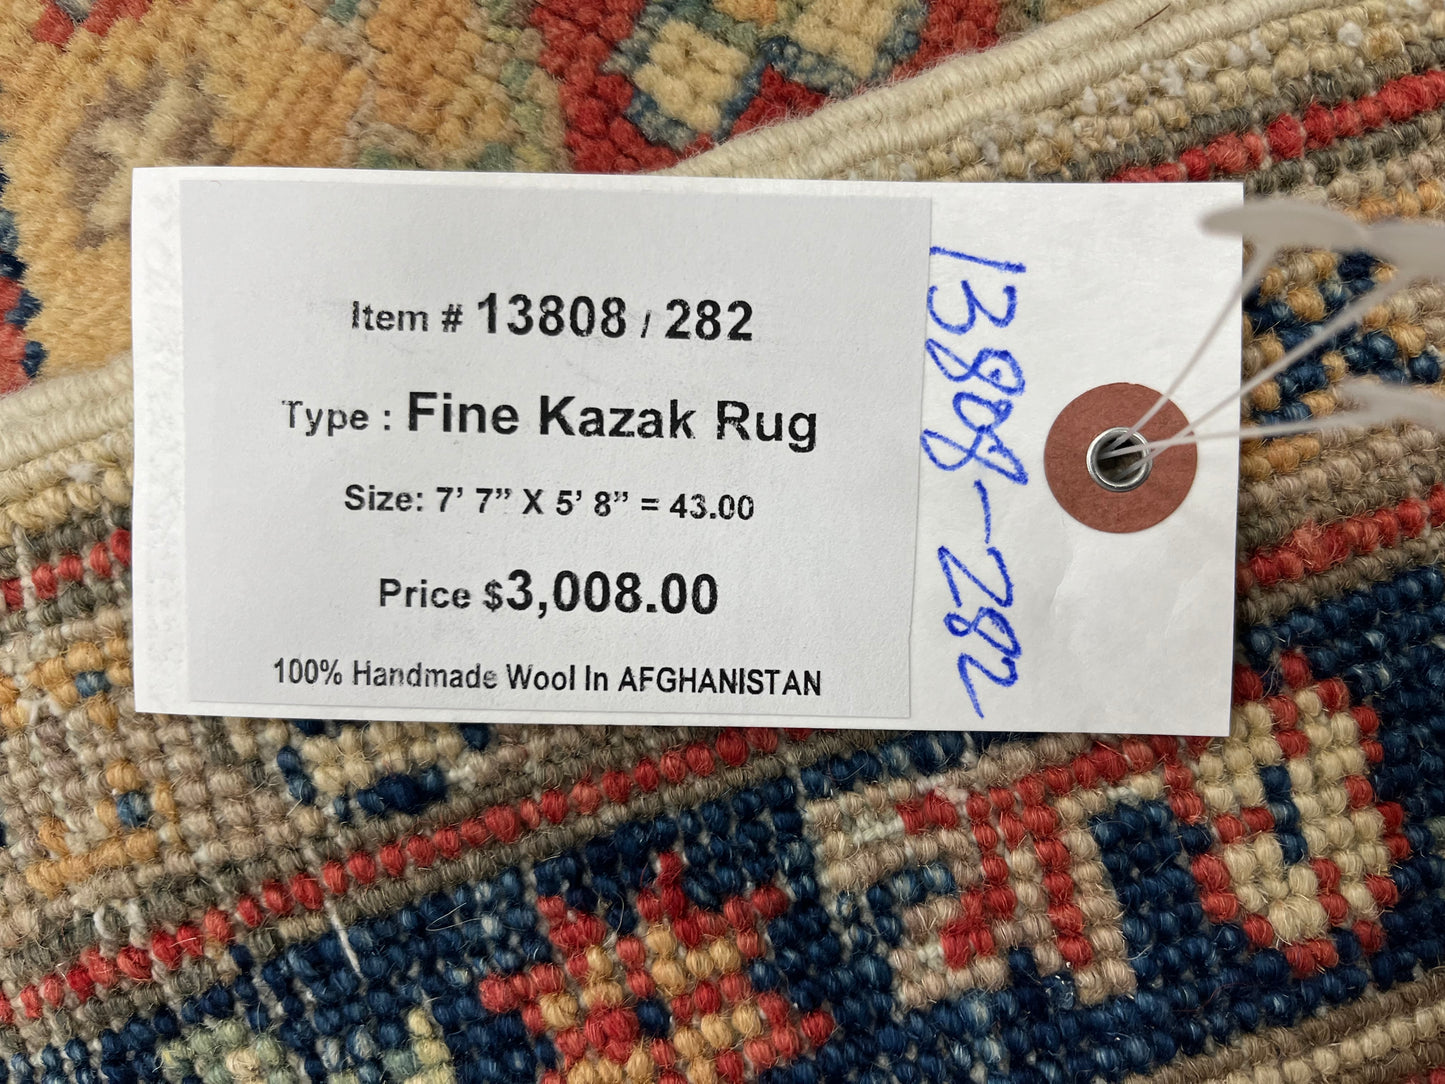 Item # 13808 / 282
Type : Fine Kazak Rug
Size: 7’ 7” X 5’ 8” = 43.00
Price $3,008.00
100% Handmade Wool In AFGHANISTAN
13808-282